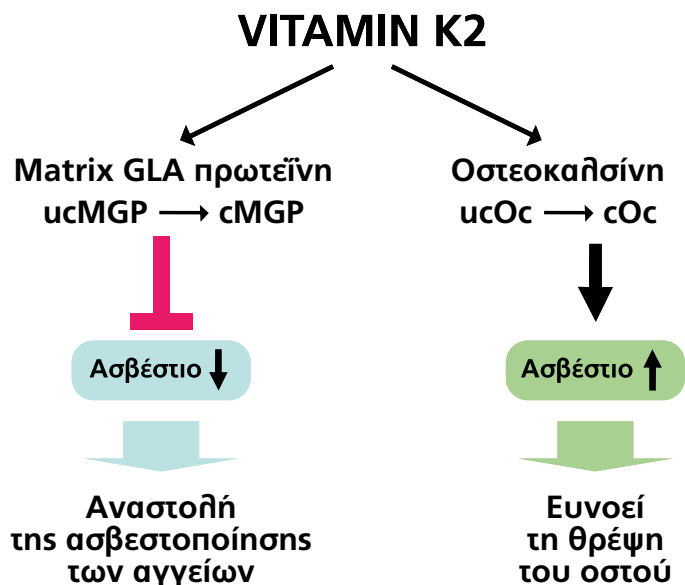 VITAMIN K2
Matrix GLA πρωτεΐνη
ucMGP → cMGP
Ασβέστιο ↓
Αναστολή
της ασβεστοποίησης
των αγγείων
Οστεοκαλσίνη
ucOc → cOc
Ασβέστιο ↑
Ευνοεί
τη θρέψη
του οστού